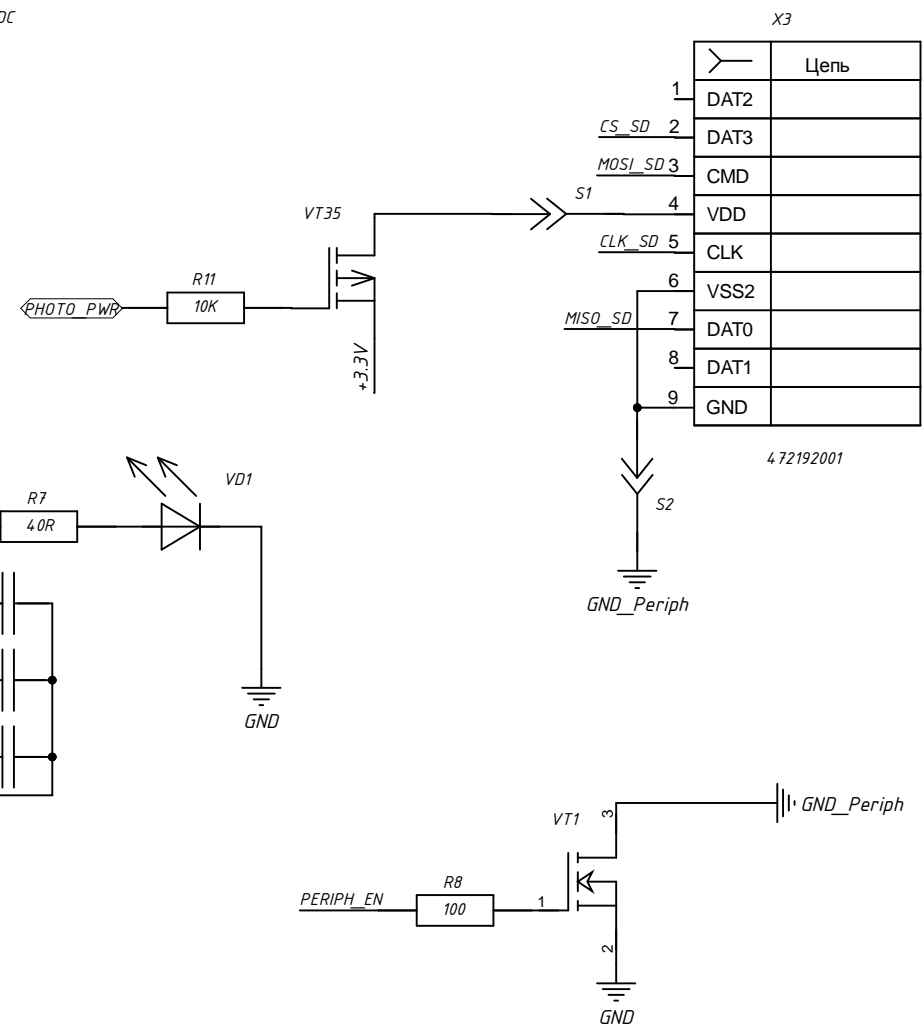 X3
Цепь
1 DAT2
CS_SD 2 DAT3
MOSI_SD 3 CMD
S1
4 VDD
VT35
CLK_SD 5 CLK
R11
6 VSS2
PHOTO_PWR
10K
MISO_SD 7 DAT0
+3.3V
8 DAT1
9 GND
472192001
VD1
R7
40R
S2
GND_Periph
GND
VT1
3
GND_Periph
PERIPH_EN
R8
100
1
2
GND